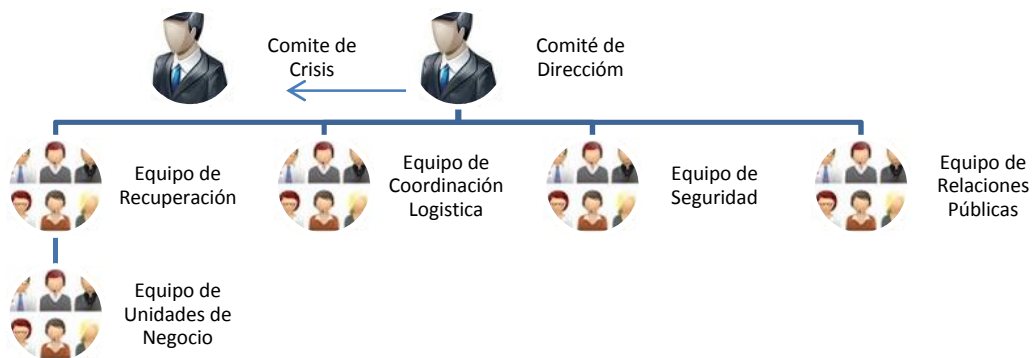 Comite de
Crisis
Comité de
Direccióm
Equipo de
Recuperación
Equipo de
Coordinación
Logistica
Equipo de
Seguridad
Equipo de
Relaciones
Públicas
Equipo de
Unidades de
Negocio